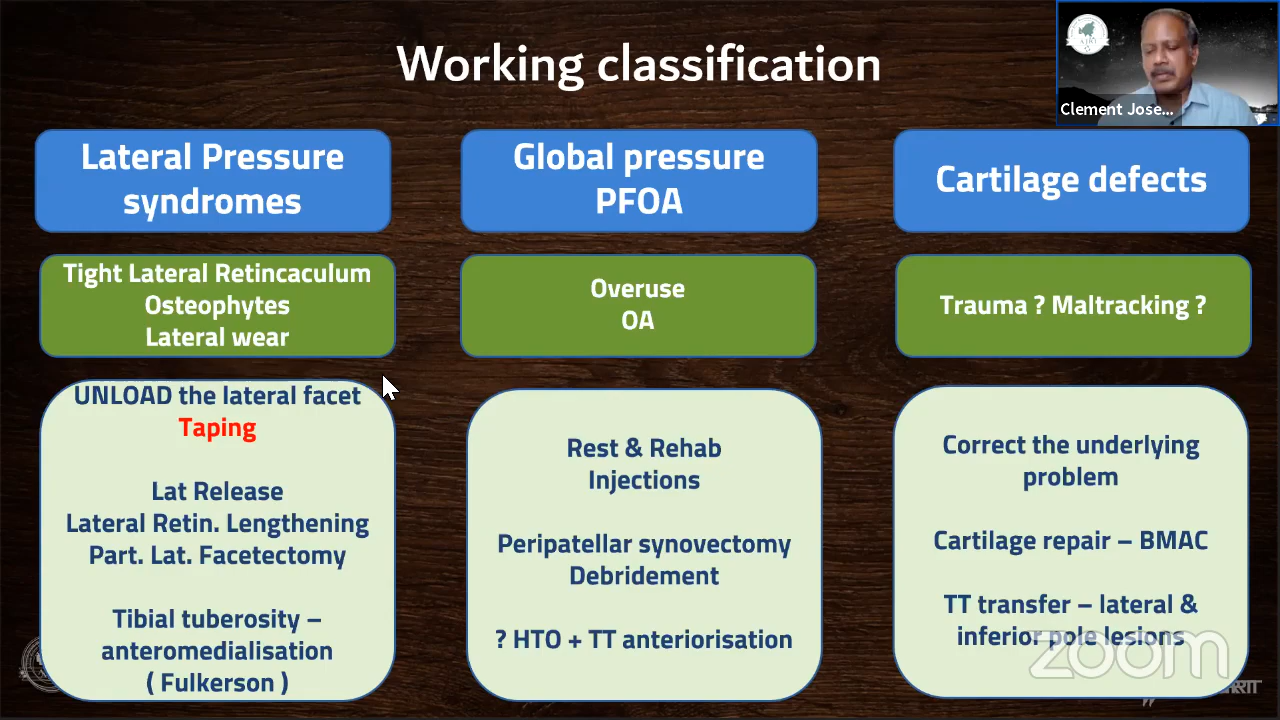 Working classification
Clement Jose...
Lateral Pressure
syndromes
Tight Lateral Retincaculum
Osteophytes
Lateral wear
UNLOAD the lateral facet
Taping
Lat Release
Lateral Retin. Lengthening
Part. Lat. Facetectomy
Tibial tuberosity –
anteromedialisation
( Fulkerson )
Global pressure
PFOA
Overuse
OA
Rest & Rehab
Injections
Peripatellar synovectomy
Debridement
? HTO + TT anteriorisation
Cartilage defects
Trauma ? Maltracking ?
Correct the underlying
problem
Cartilage repair – BMAC
TT transfer – lateral &
inferior pole lesions
zoom